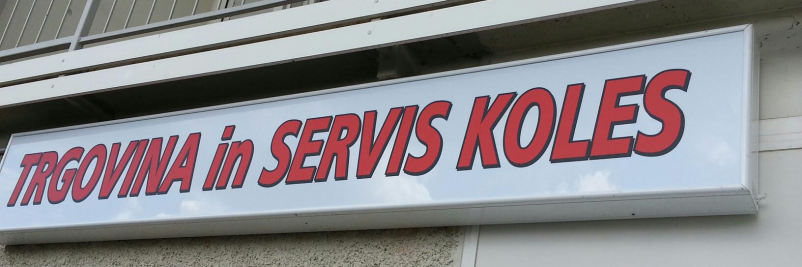 TRGOVINA in SERVIS KOLES